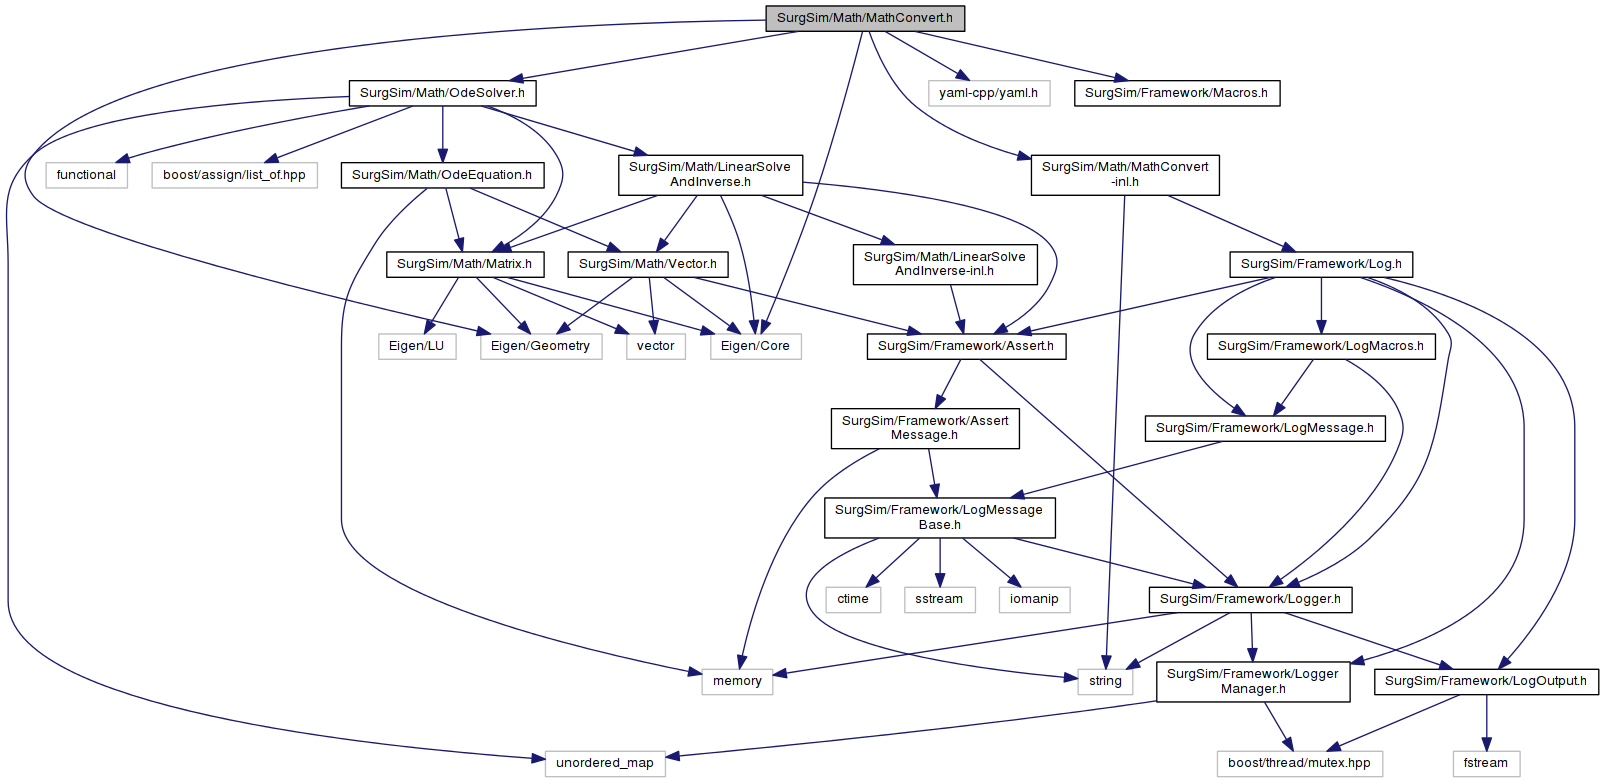 SurgSim/Math/MathConvert.h
SurgSim/Math/OdeSolver.h
yaml-cpp/yaml.h
SurgSim/Framework/Macros.h
functional
boost/assign/list_of.hpp
SurgSim/Math/OdeEquation.h
SurgSim/Math/LinearSolve
AndInverse.h
SurgSim/Math/MathConvert
-inl.h
SurgSim/Math/Matrix.h
SurgSim/Math/Vector.h
SurgSim/Math/LinearSolve
AndInverse-inl.h
SurgSim/Framework/Log.h
Eigen/LU
Eigen/Geometry
vector
Eigen/Core
SurgSim/Framework/Assert.h
SurgSim/Framework/LogMacros.h
SurgSim/Framework/Assert
Message.h
SurgSim/Framework/LogMessage.h
SurgSim/Framework/LogMessage
Base.h
ctime
sstream
iomanip
SurgSim/Framework/Logger.h
memory
string
SurgSim/Framework/Logger
Manager.h
SurgSim/Framework/LogOutput.h
unordered_map
boost/thread/mutex.hpp
fstream